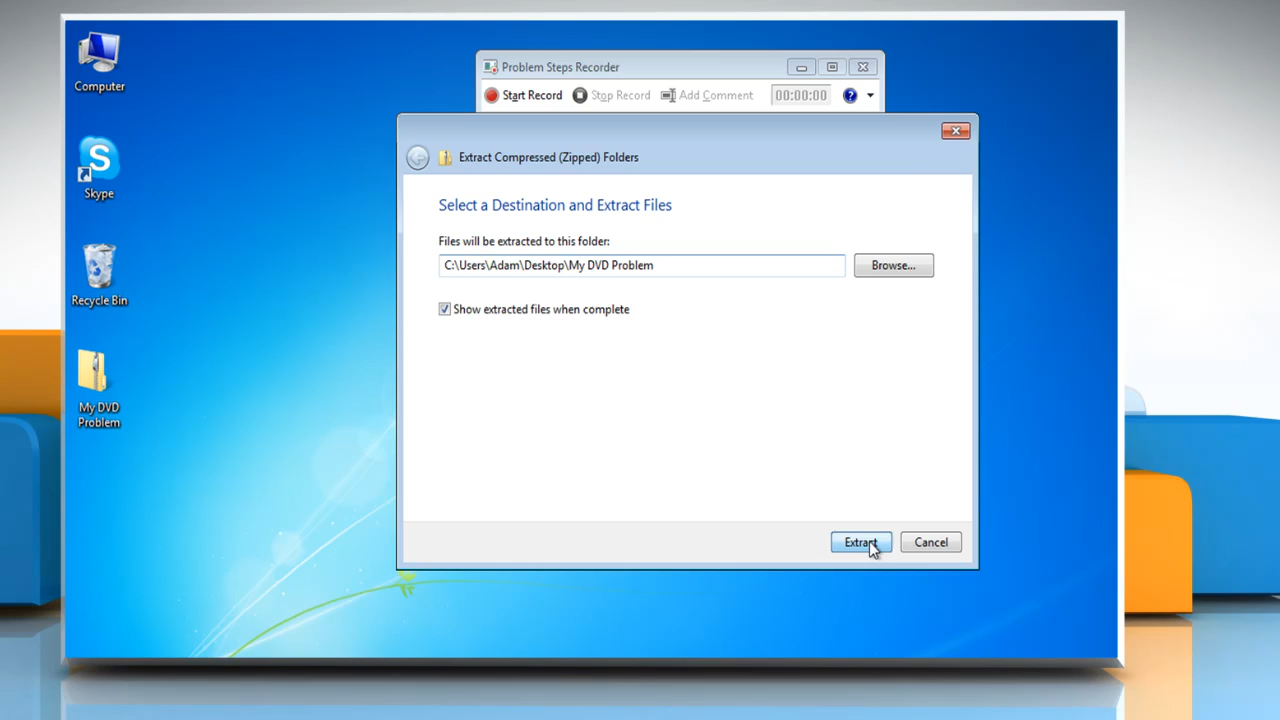 Computer
Skype
Recycle Bin
My DVD
Problem
Problem Steps Recorder
Start Record Stop Record Add Comment 00:00:00
Extract Compressed (Zipped) Folders
Select a Destination and Extract Files
Files will be extracted to this folder:
C:\Users\Adam\Desktop\My DVD Problem Browse...
Show extracted files when complete
Extract Cancel